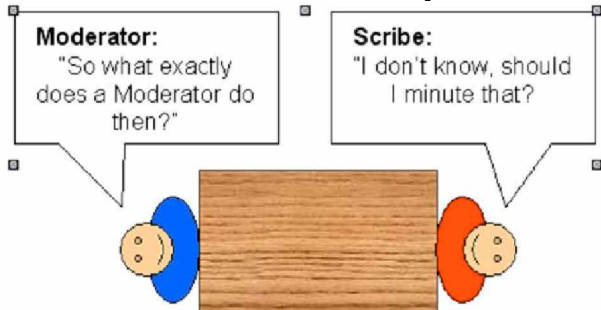 Moderator:
"So what exactly
does a Moderator do
then?"
Scribe:
"I don't know, should
I minute that?